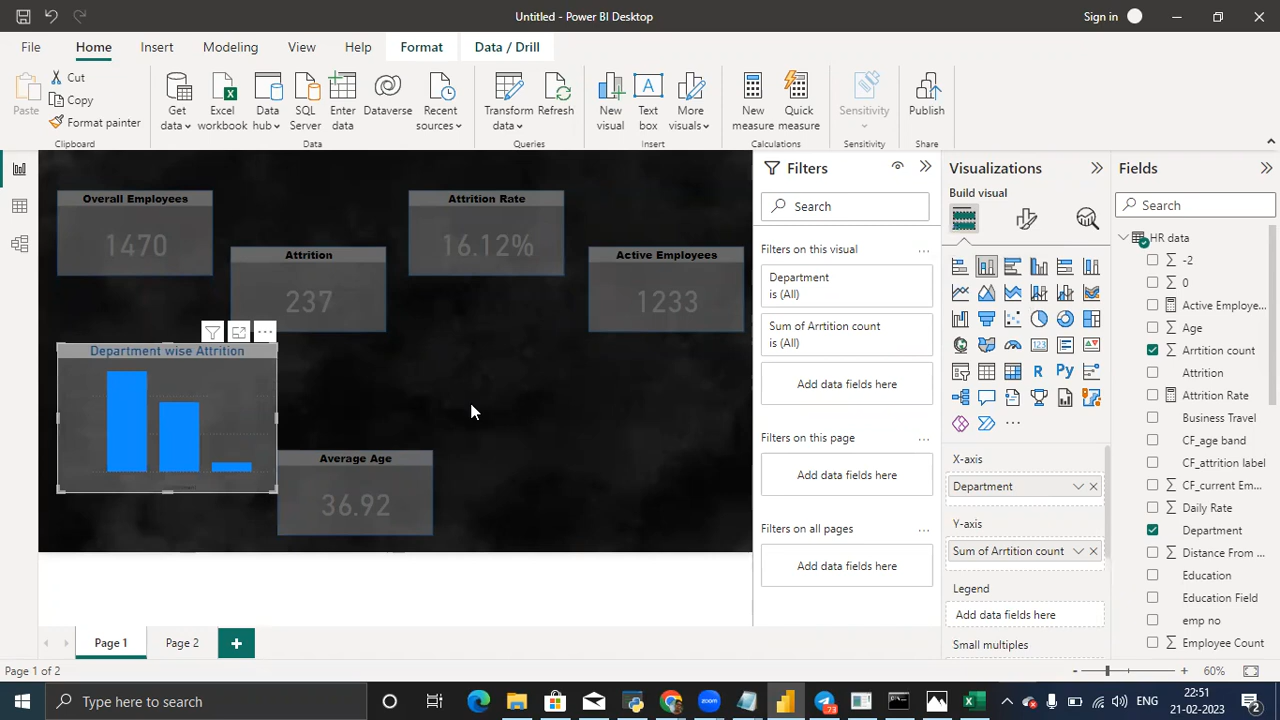 Untitled - Power BI Desktop
Sign in
File
Home
Insert
Modeling
View
Help
Format
Data / Drill
Paste
Cut
Copy
Format painter
Clipboard
Get data
Excel workbook
Data hub
SQL Server
Enter data
Dataverse
Recent sources
Data
Transform data
Refresh
Queries
New visual
Text box
More visuals
Insert
New measure
Quick measure
Calculations
Sensitivity
Sensitivity
Publish
Share
Overall Employees
1470
Attrition
237
Attrition Rate
16.12%
Active Employees
1233
Department wise Attrition
Average Age
36.92
Filters
Search
Filters on this visual
Department
is (All)
Sum of Arrtition count
is (All)
Add data fields here
Filters on this page
Add data fields here
Filters on all pages
Add data fields here
Visualizations
Build visual
123
R
Py
X-axis
Department
Y-axis
Sum of Arrtition count
Legend
Add data fields here
Small multiples
Fields
Search
HR data
-2
0
Active Employe...
Age
Arrtition count
Attrition
Attrition Rate
Business Travel
CF_age band
CF_attrition label
CF_current Em...
Daily Rate
Department
Distance From ...
Education
Education Field
emp no
Employee Count
Page 1
Page 2
Page 1 of 2
60%
Type here to search
73
ENG
22:51
21-02-2023
2